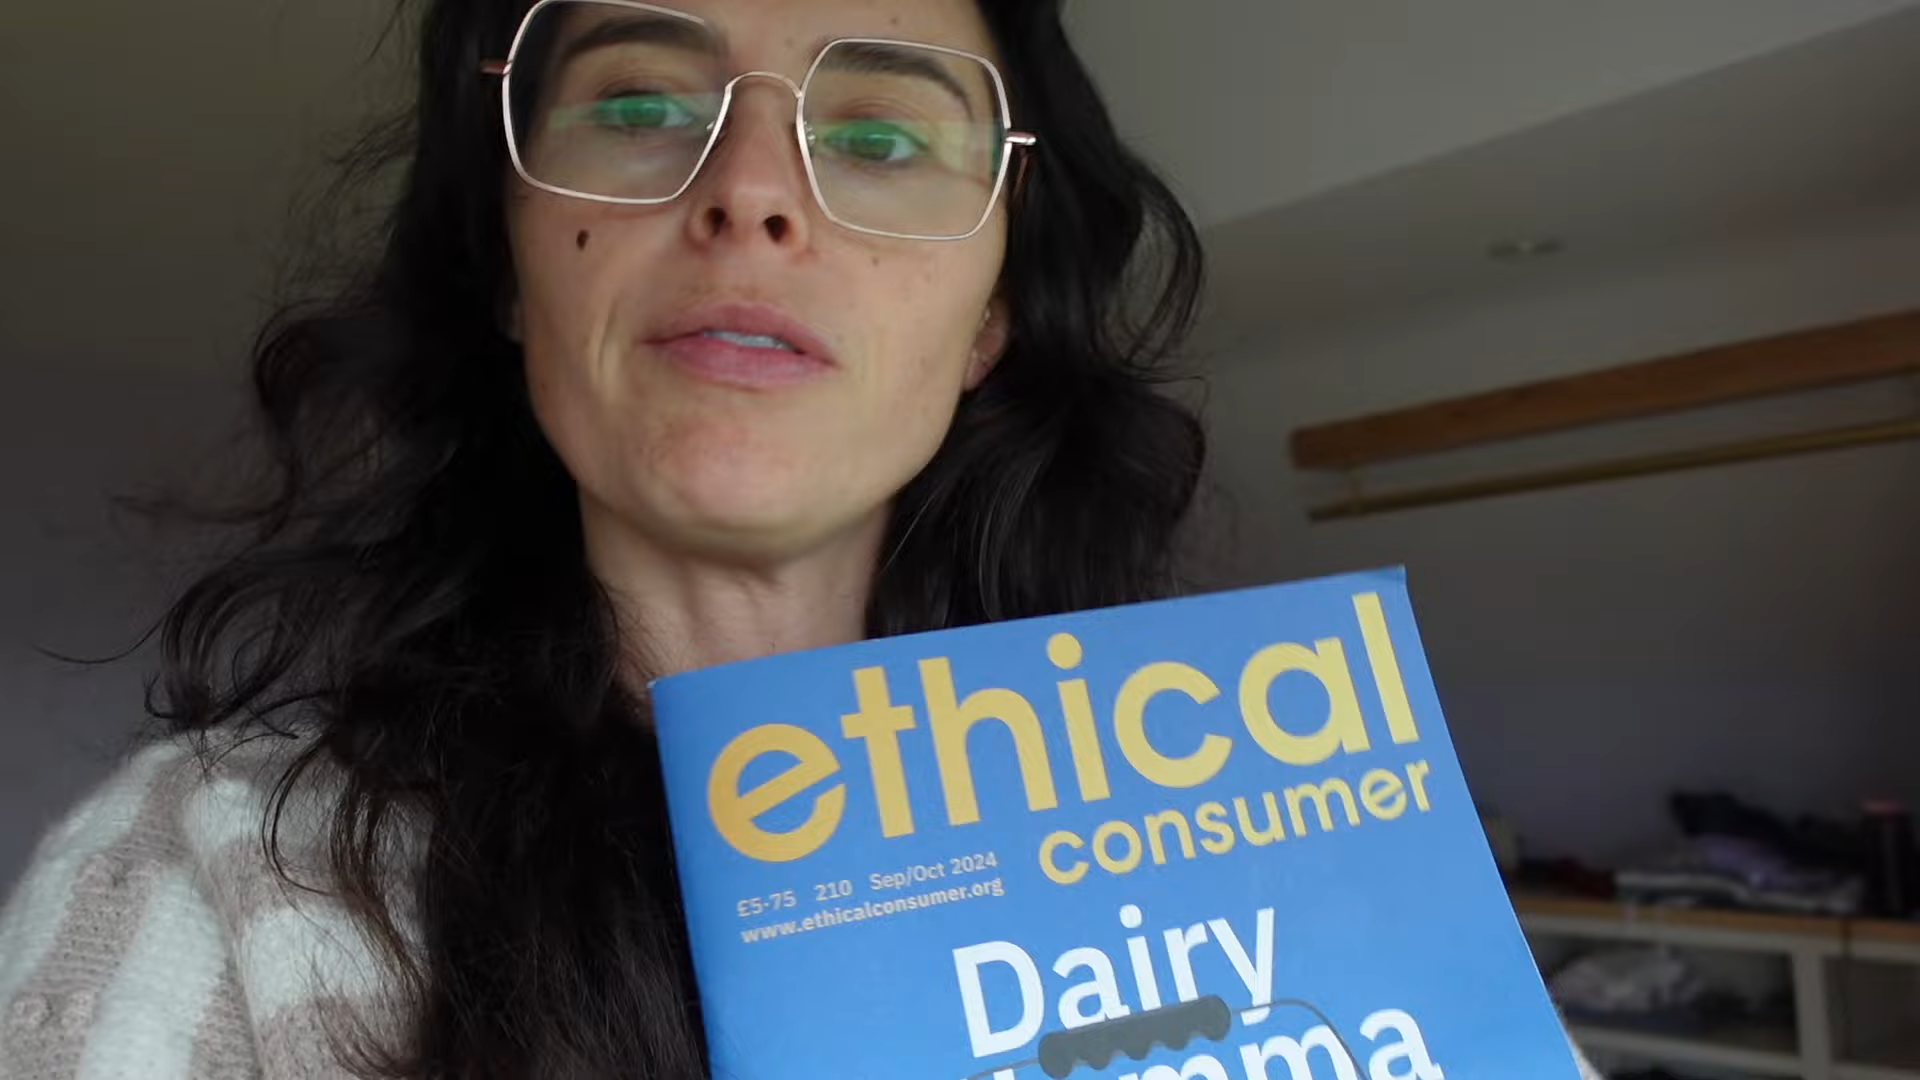 ethical
consumer
£5·75 210 Sep/Oct 2024
www.ethicalconsumer.org
Dairy